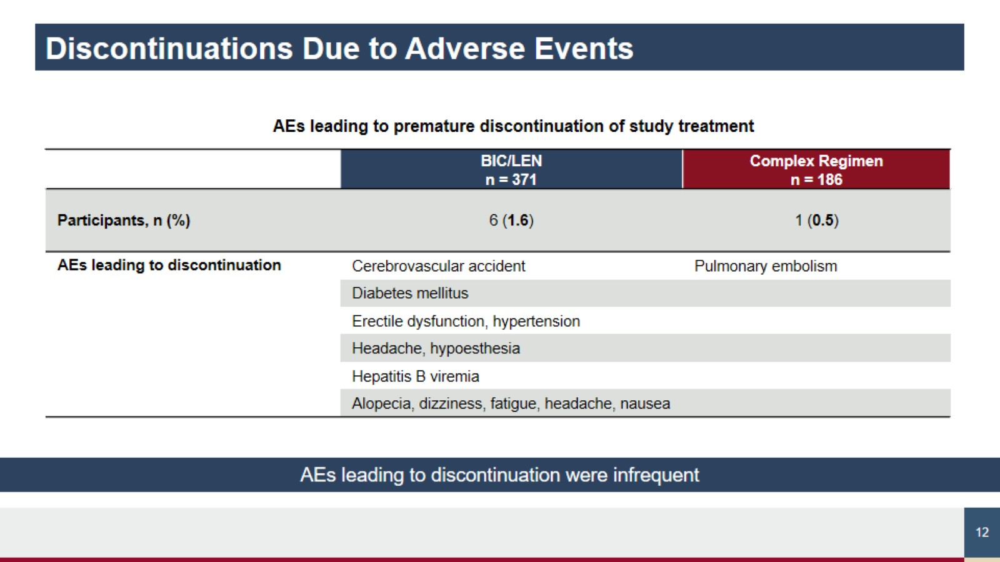 Discontinuations Due to Adverse Events
AEs leading to premature discontinuation of study treatment
BIC/LEN
n = 371
Complex Regimen
n = 186
Participants, n (%)
6 (1.6)
1 (0.5)
AEs leading to discontinuation
Cerebrovascular accident
Pulmonary embolism
Diabetes mellitus
Erectile dysfunction, hypertension
Headache, hypoesthesia
Hepatitis B viremia
Alopecia, dizziness, fatigue, headache, nausea
AEs leading to discontinuation were infrequent
12